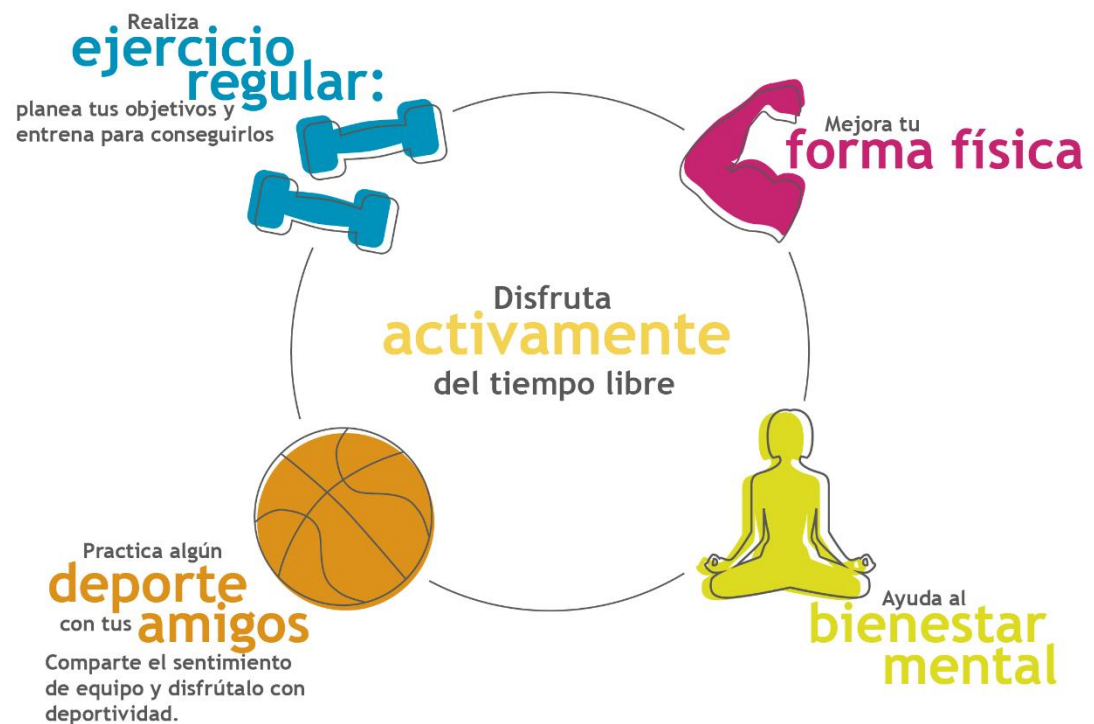 Realiza
ejercicio
regular:
planea tus objetivos y
entrena para conseguirlos
Mejora tu
forma física
Disfruta
activamente
del tiempo libre
Practica algún
deporte
con tus amigos
Comparte el sentimiento
de equipo y disfrútalo con
deportividad.
Ayuda al
bienestar
mental